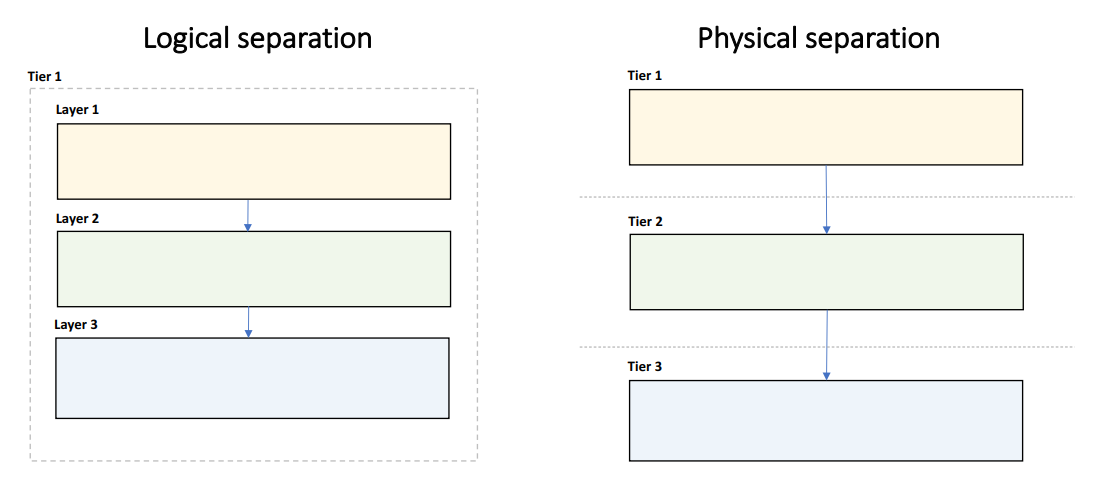 Logical separation
Tier 1
Layer 1
Layer 2
Layer 3
Physical separation
Tier 1
Tier 2
Tier 3